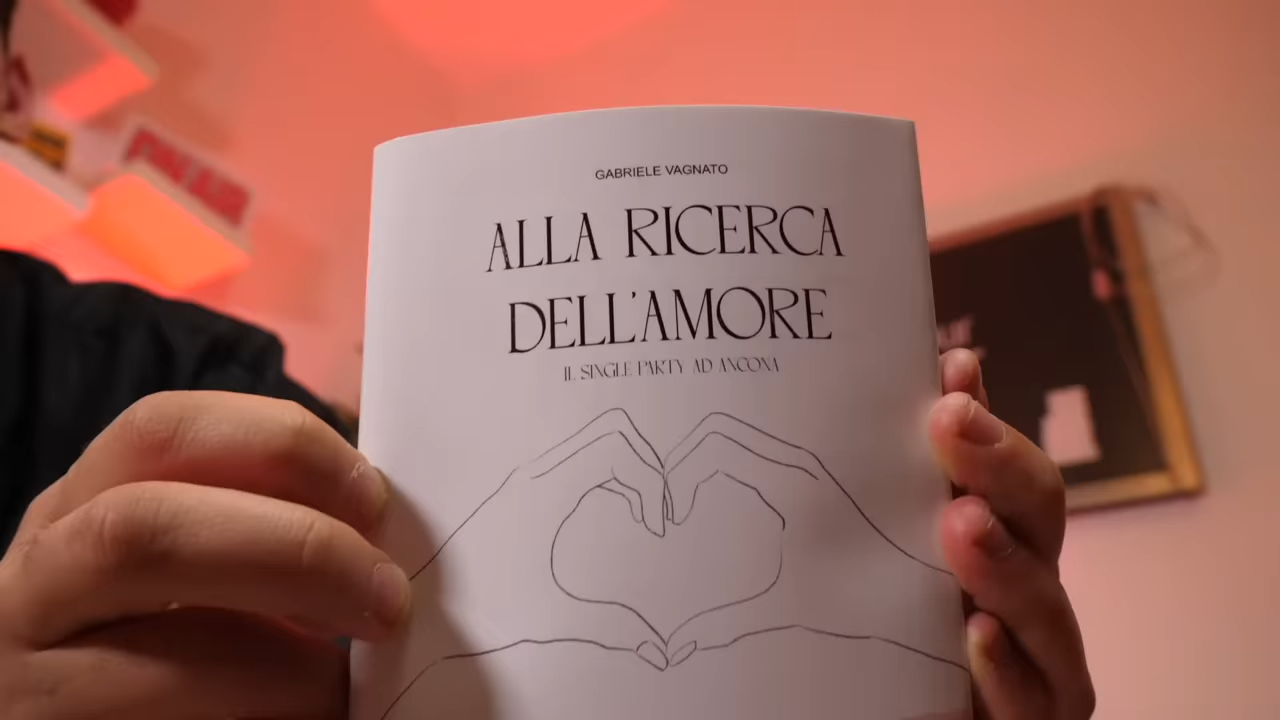 GABRIELE VAGNATO
ALLA RICERCA
DELL'AMORE
IL SINGLE PARTY AD ANCONA